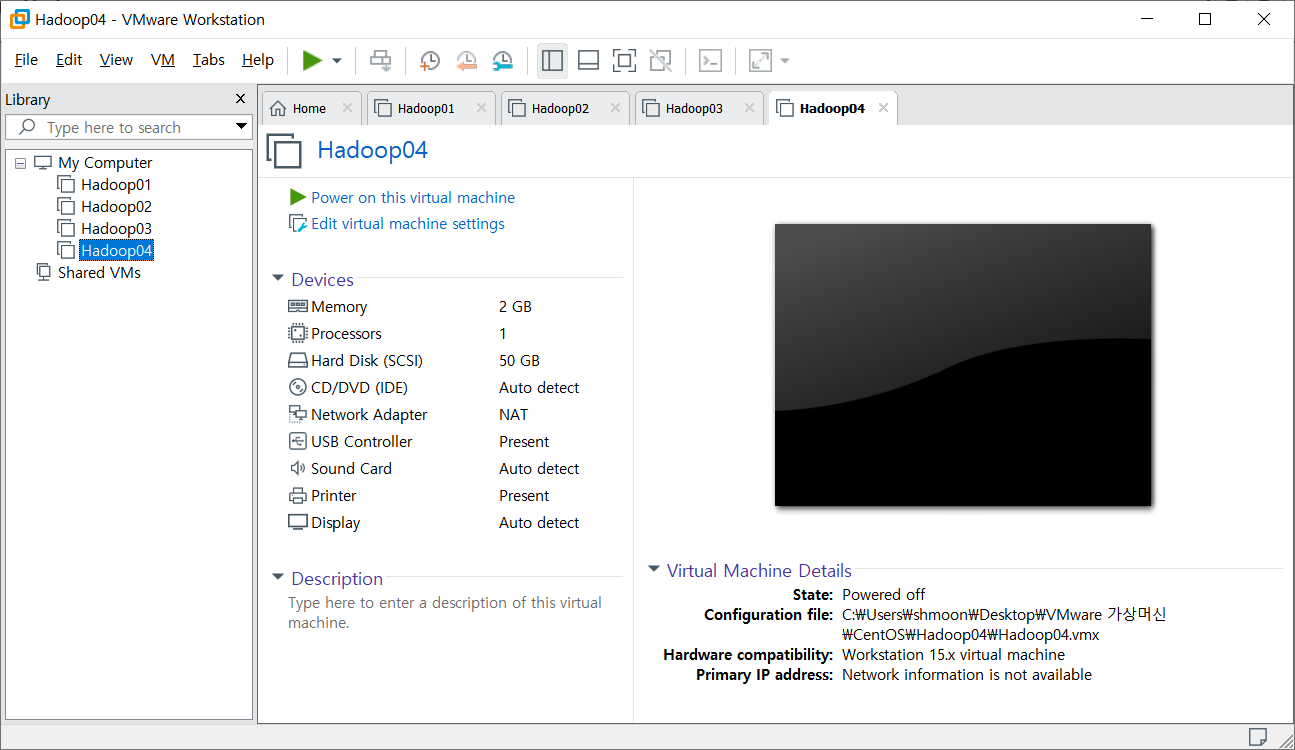 Hadoop04 - VMware Workstation
File Edit View VM Tabs Help
Library
Type here to search
My Computer
Hadoop01
Hadoop02
Hadoop03
Hadoop04
Shared VMs
Home Hadoop01 Hadoop02 Hadoop03 Hadoop04
Hadoop04
Power on this virtual machine
Edit virtual machine settings
Devices
Memory 2 GB
Processors 1
Hard Disk (SCSI) 50 GB
CD/DVD (IDE) Auto detect
Network Adapter NAT
USB Controller Present
Sound Card Auto detect
Printer Present
Display Auto detect
Description
Type here to enter a description of this virtual
machine.
Virtual Machine Details
State: Powered off
Configuration file: C:₩Users₩shmoon₩Desktop₩VMware 가상머신
₩CentOS₩Hadoop04₩Hadoop04.vmx
Hardware compatibility: Workstation 15.x virtual machine
Primary IP address: Network information is not available